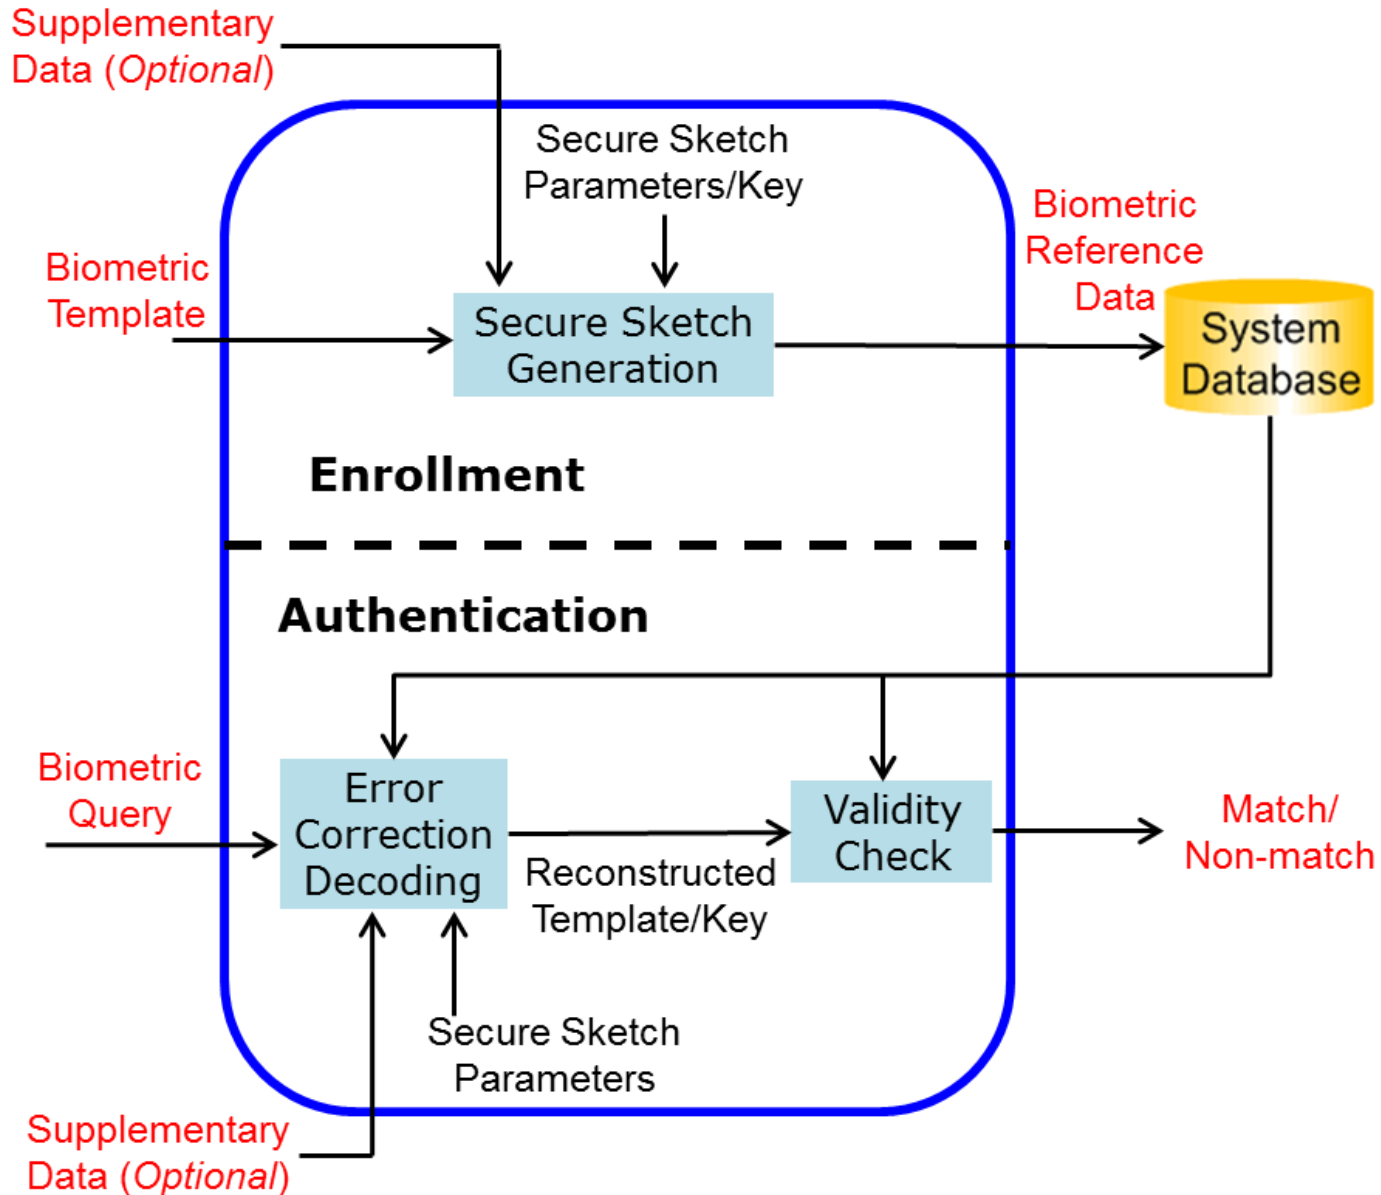 Supplementary
Data (Optional)
Secure Sketch
Parameters/Key
Biometric
Reference
Data
Biometric
Template
Secure Sketch
Generation
System
Database
Enrollment
Authentication
Biometric
Query
Error
Correction
Decoding
Reconstructed
Template/Key
Validity
Check
Match/
Non-match
Secure Sketch
Parameters
Supplementary
Data (Optional)